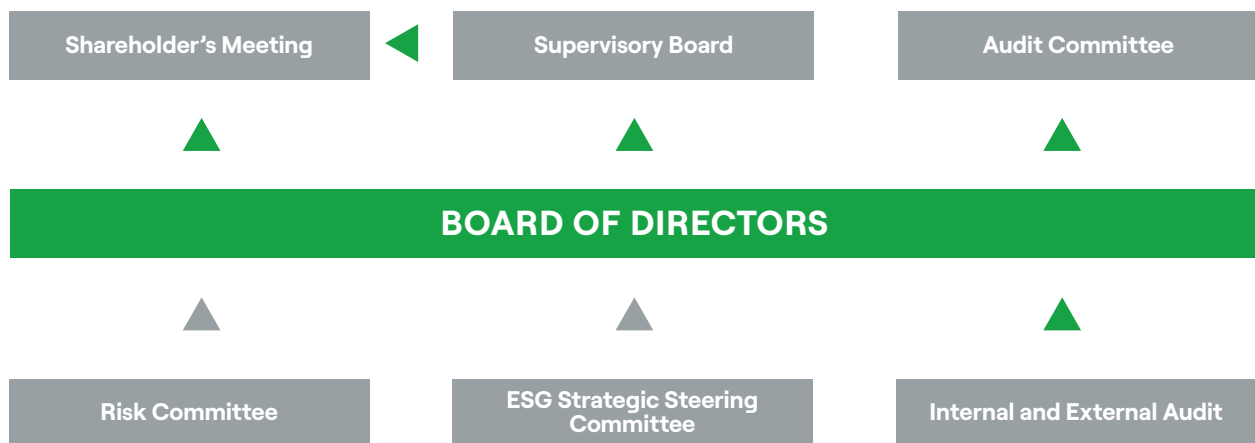 Shareholder’s Meeting
Supervisory Board
Audit Committee
BOARD OF DIRECTORS
Risk Committee
ESG Strategic Steering
Committee
Internal and External Audit